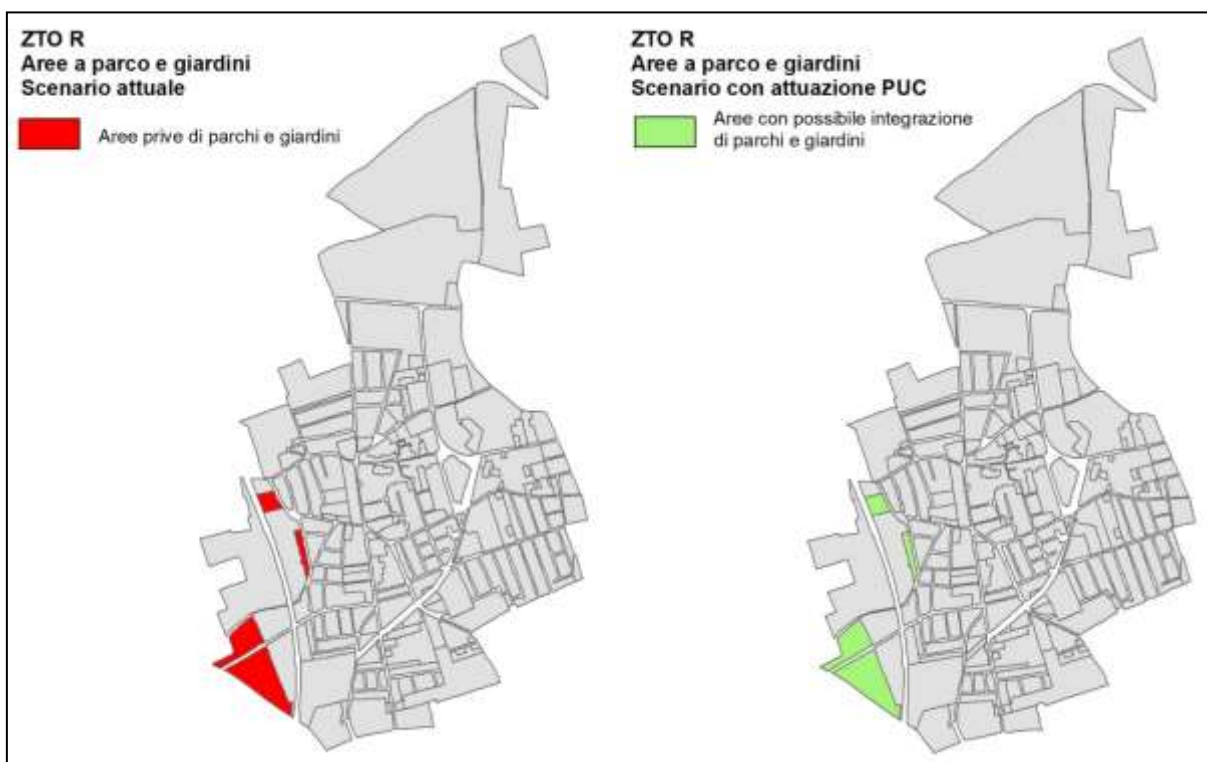 ZTO R
Aree a parco e giardini
Scenario attuale
Aree prive di parchi e giardini
ZTO R
Aree a parco e giardini
Scenario con attuazione PUC
Aree con possibile integrazione
di parchi e giardini